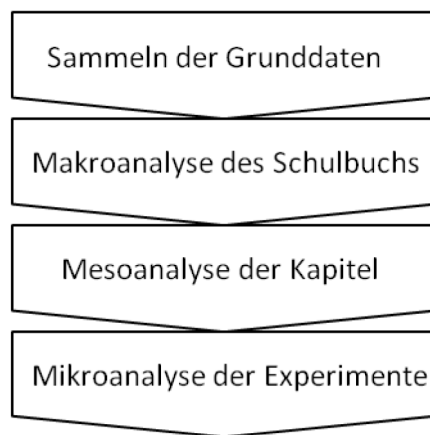 Sammeln der Grunddaten
Makroanalyse des Schulbuchs
Mesoanalyse der Kapitel
Mikroanalyse der Experimente